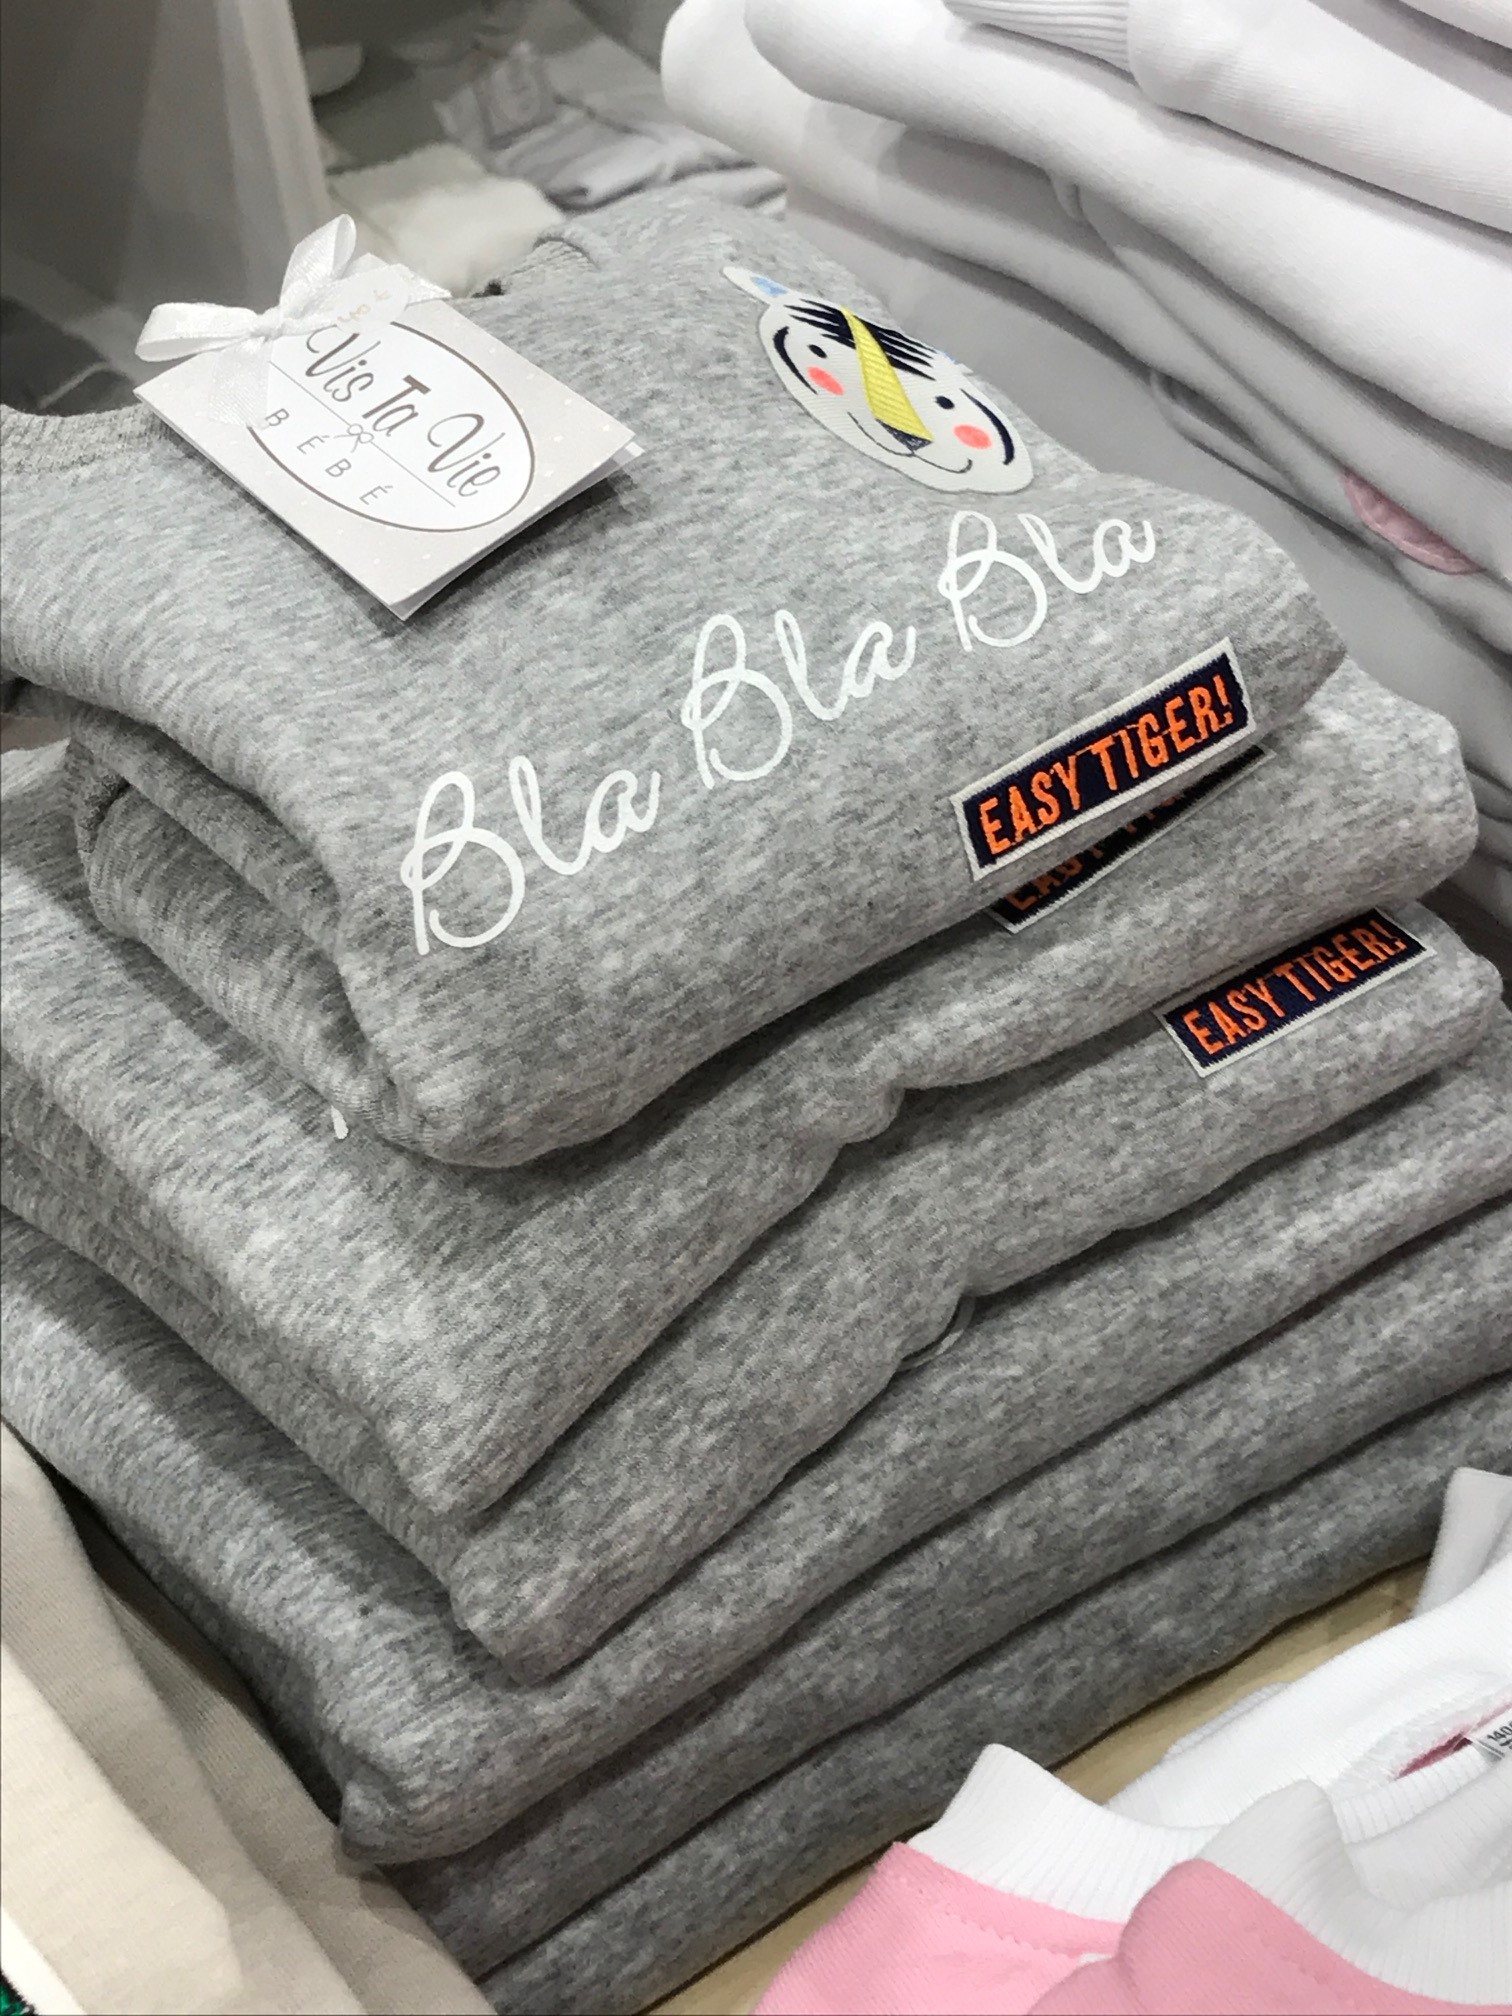 Vis Ta Vie
BÉBÉ
Bla Bla Bla
EASY TIGER!
EASY TIGER!